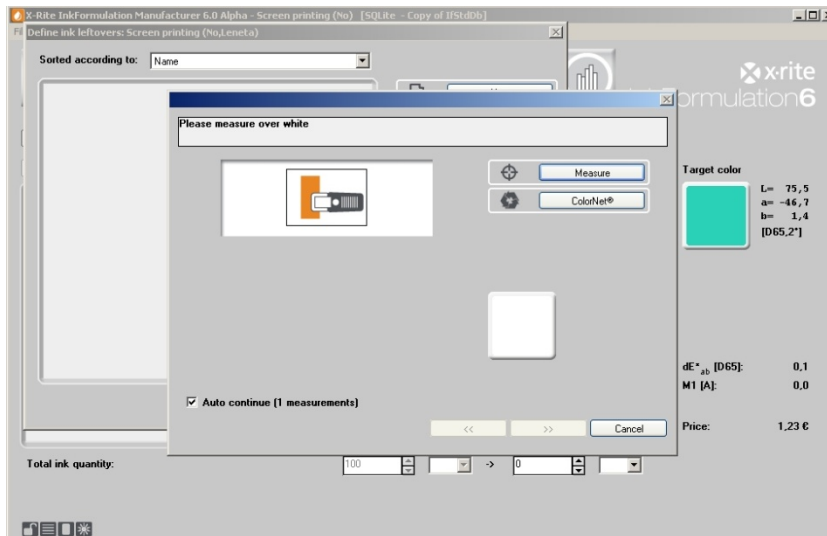 X-Rite InkFormulation Manufacturer 6.0 Alpha - Screen printing (No) [SQLite - Copy of IfStdDb]
Define ink leftovers: Screen printing (No,Leneta)
Sorted according to:
Name
x·rite
ormulation6
Please measure over white
Measure
ColorNet®
Target color
L= 75,5
a= -46,7
b= 1,4
[D65,2°]
dE*ab [D65]: 0,1
M1 [A]: 0,0
Auto continue (1 measurements)
<< >> Cancel
Price: 1,23 €
Total ink quantity: 100 -> 0